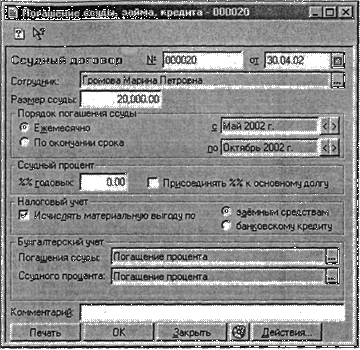 Погашение ссуды, займа, кредита - 000020
Ссудный договор № 000020 от 30.04.02
Сотрудник: Громова Марина Петровна
Размер ссуды: 20,000.00
Порядок погашения ссуды
Ежемесячно с Май 2002 г.
По окончании срока по Октябрь 2002 г.
Ссудный процент
%% годовых: 0.00 Присоединять %% к основному долгу
Налоговый учет
Исчислять материальную выгоду по заёмным средствам
банковскому кредиту
Бухгалтерский учет
Погашения ссуды: Погашение процента
Ссудного процента: Погашение процента
Комментарий:
Печать OK Закрыть Действия...